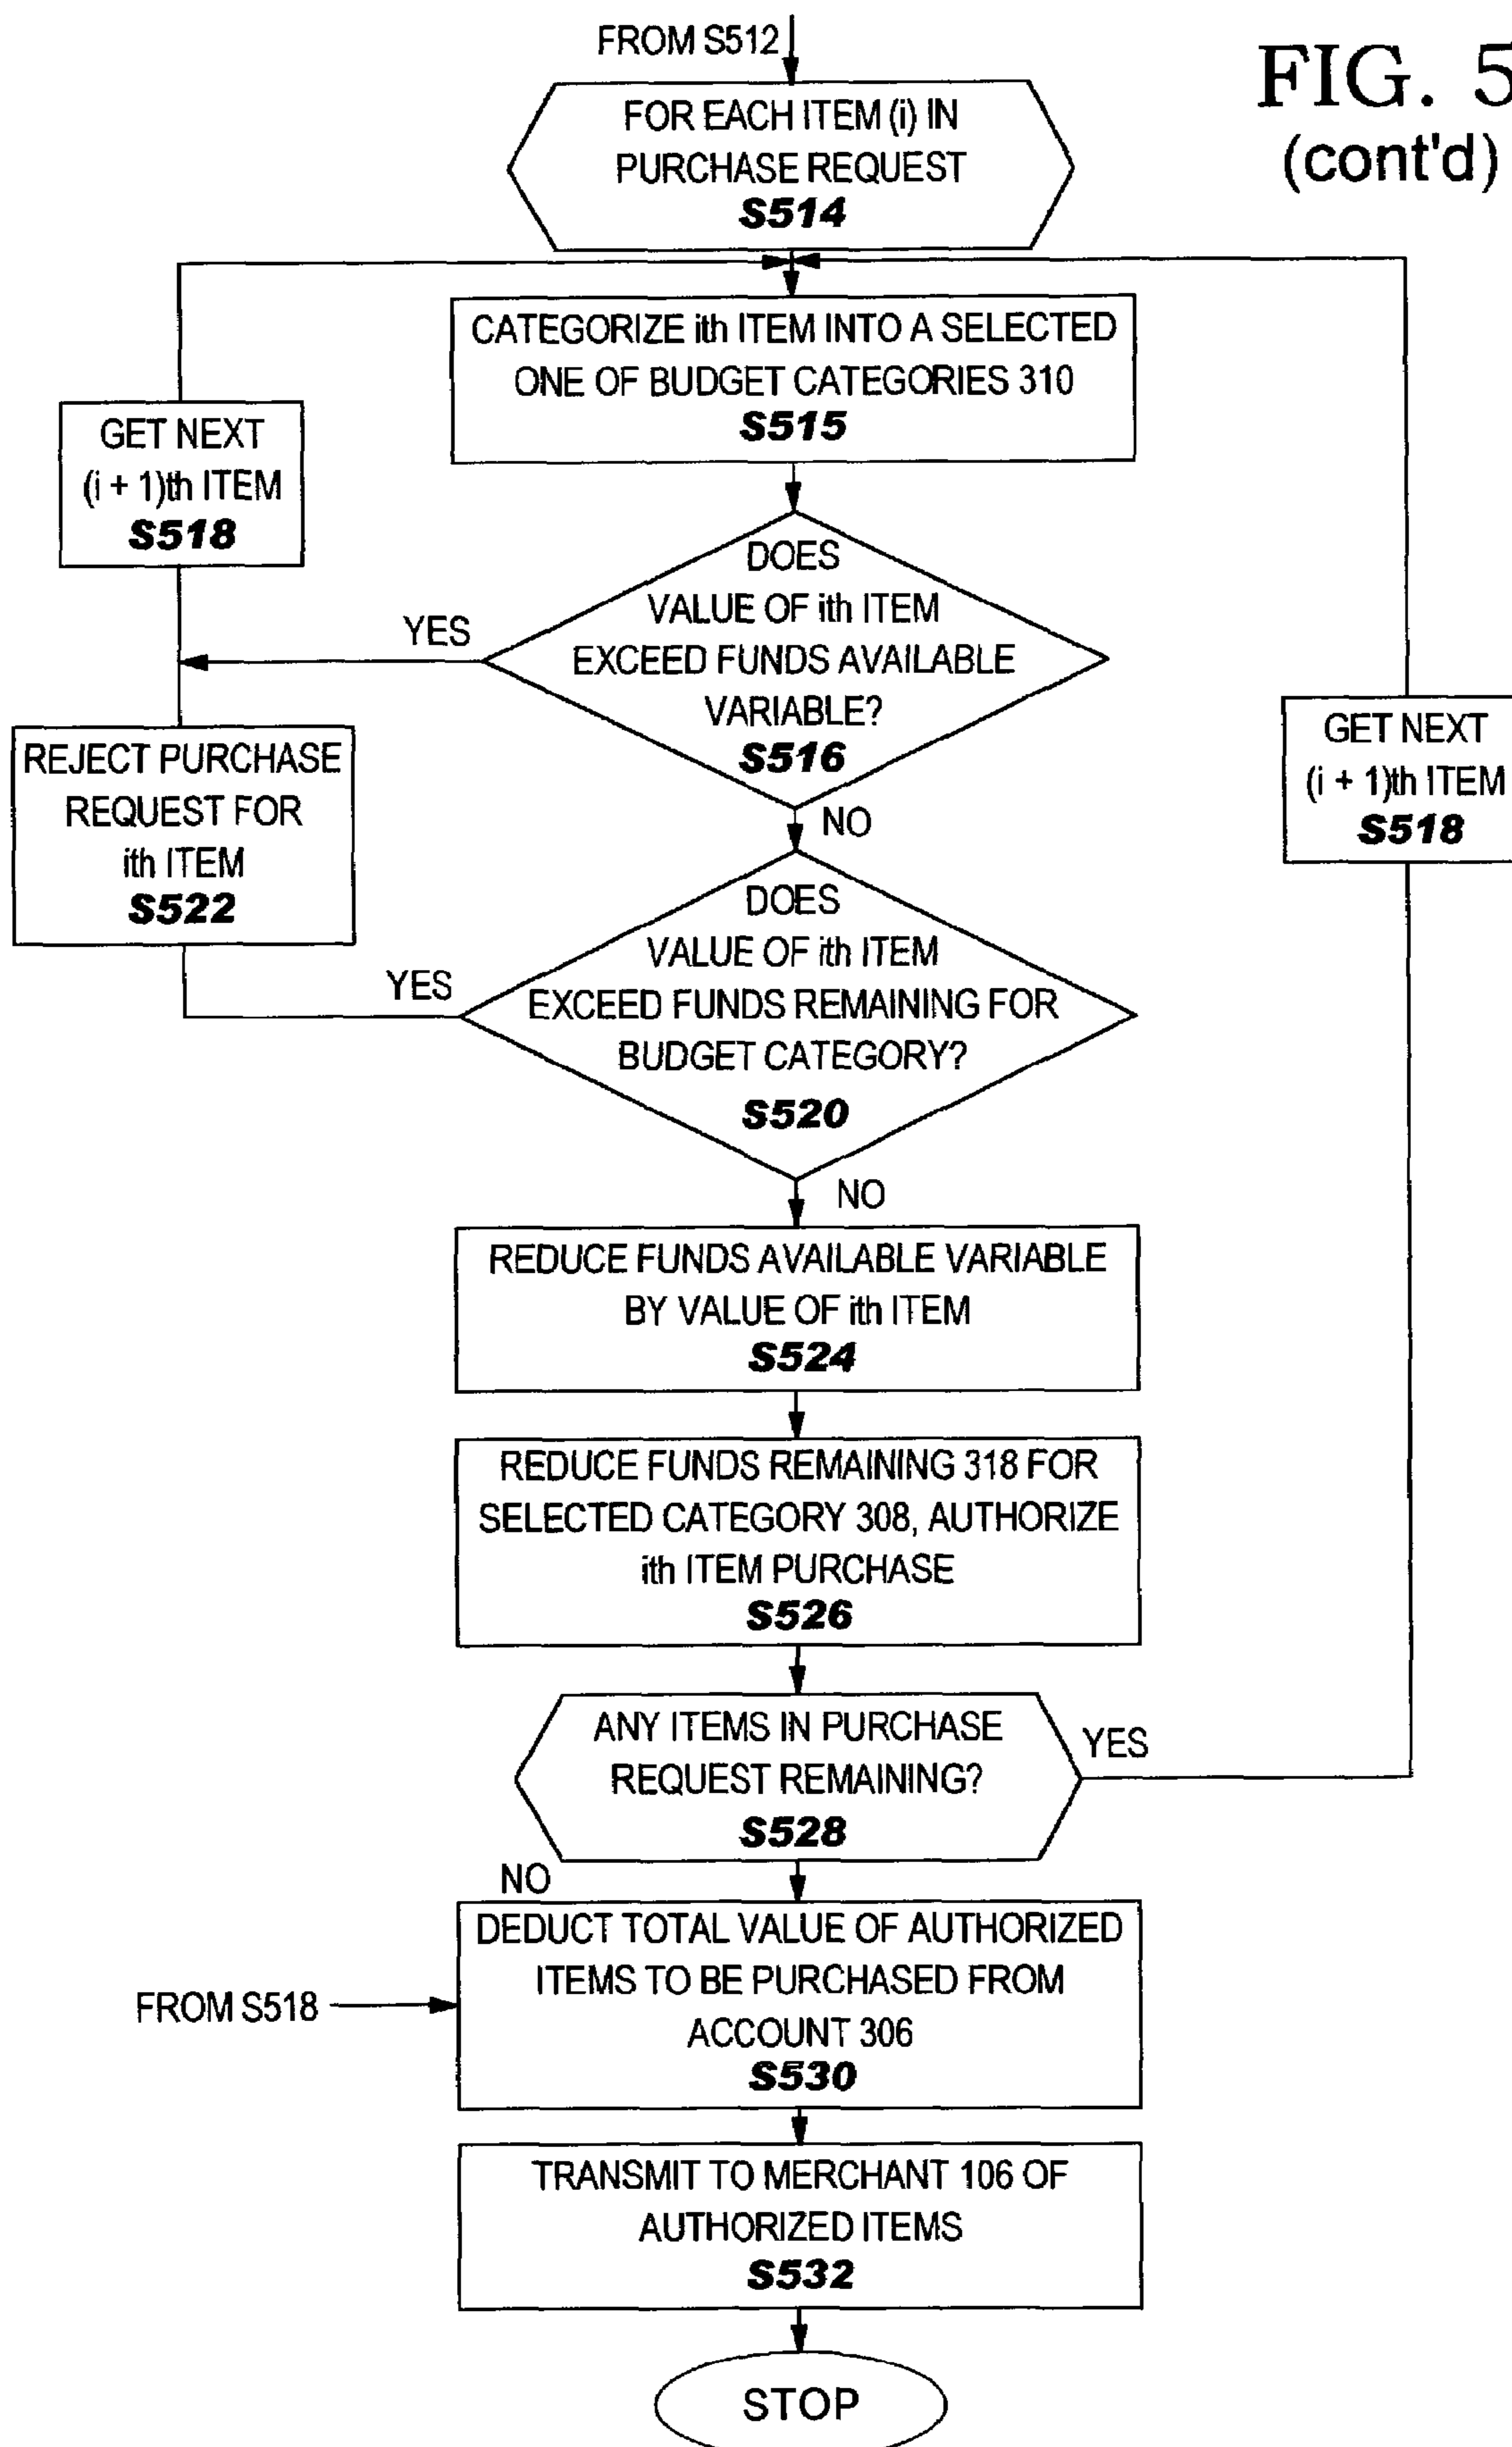 FROM S512
FIG. 5
(cont'd)
FOR EACH ITEM (i) IN
PURCHASE REQUEST
S514
CATEGORIZE ith ITEM INTO A SELECTED
ONE OF BUDGET CATEGORIES 310
S515
GET NEXT
(i + 1)th ITEM
S518
DOES
VALUE OF ith ITEM
EXCEED FUNDS AVAILABLE
VARIABLE?
S516
YES
NO
GET NEXT
(i + 1)th ITEM
S518
REJECT PURCHASE
REQUEST FOR
ith ITEM
S522
DOES
VALUE OF ith ITEM
EXCEED FUNDS REMAINING FOR
BUDGET CATEGORY?
S520
YES
NO
REDUCE FUNDS AVAILABLE VARIABLE
BY VALUE OF ith ITEM
S524
REDUCE FUNDS REMAINING 318 FOR
SELECTED CATEGORY 308, AUTHORIZE
ith ITEM PURCHASE
S526
ANY ITEMS IN PURCHASE
REQUEST REMAINING?
S528
YES
NO
DEDUCT TOTAL VALUE OF AUTHORIZED
ITEMS TO BE PURCHASED FROM
ACCOUNT 306
S530
FROM S518
TRANSMIT TO MERCHANT 106 OF
AUTHORIZED ITEMS
S532
STOP